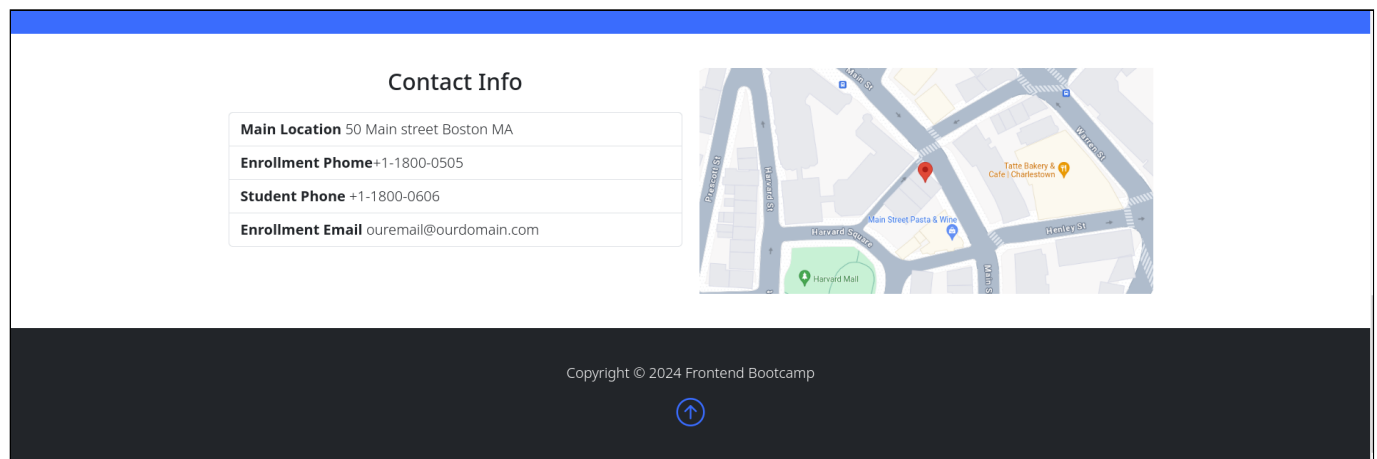 Contact Info
Main Location 50 Main street Boston MA
Enrollment Phome+1-1800-0505
Student Phone +1-1800-0606
Enrollment Email ouremail@ourdomain.com
Main St
Warren St
Prescott St
Harvard St
Tatte Bakery &
Cafe | Charlestown
Main Street Pasta & Wine
Harvard Square
Henley St
Harvard Mall
Main S
Copyright © 2024 Frontend Bootcamp